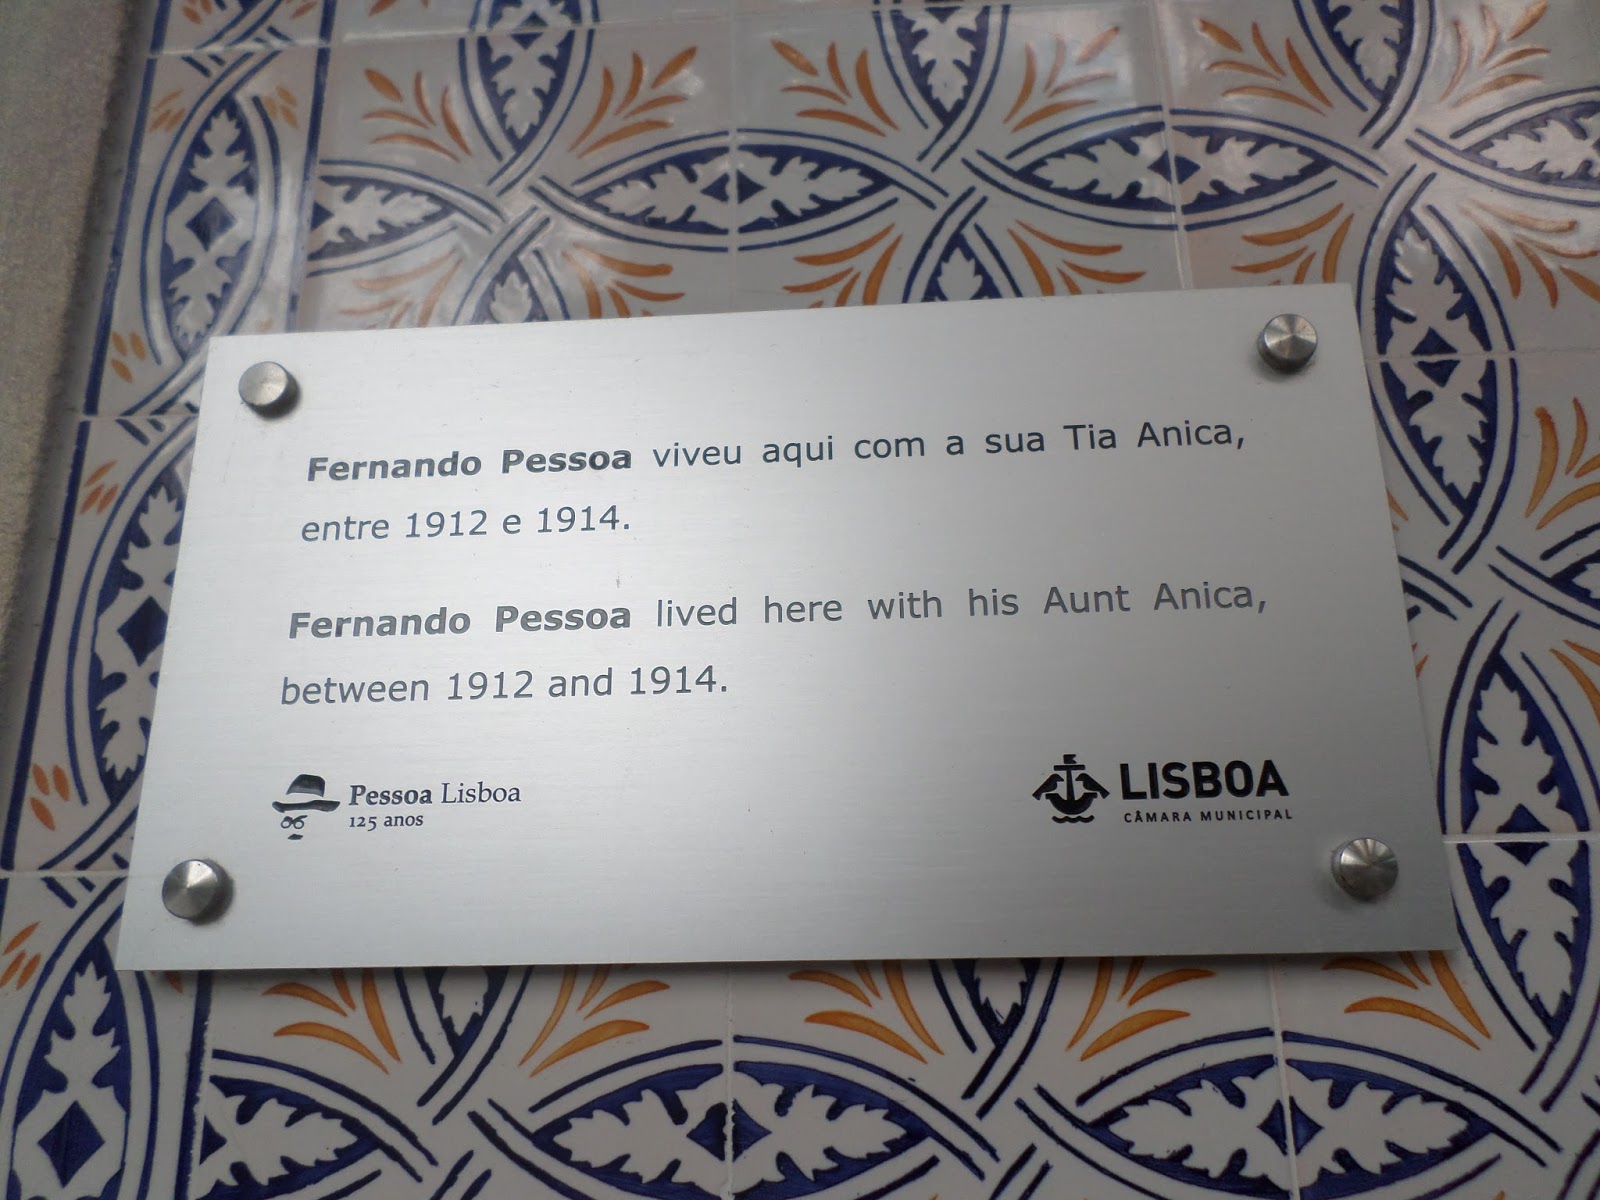 Fernando Pessoa viveu aqui com a sua Tia Anica,
entre 1912 e 1914.
Fernando Pessoa lived here with his Aunt Anica,
between 1912 and 1914.
Pessoa Lisboa
125 anos
LISBOA
CÂMARA MUNICIPAL